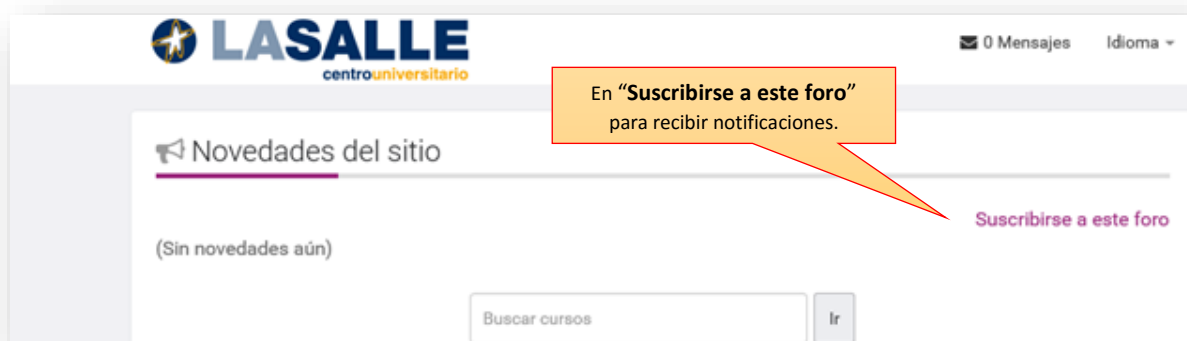 LASALLE
centrouniversitario
0 Mensajes Idioma
En “Suscribirse a este foro”
para recibir notificaciones.
Novedades del sitio
Suscribirse a este foro
(Sin novedades aún)
Buscar cursos Ir